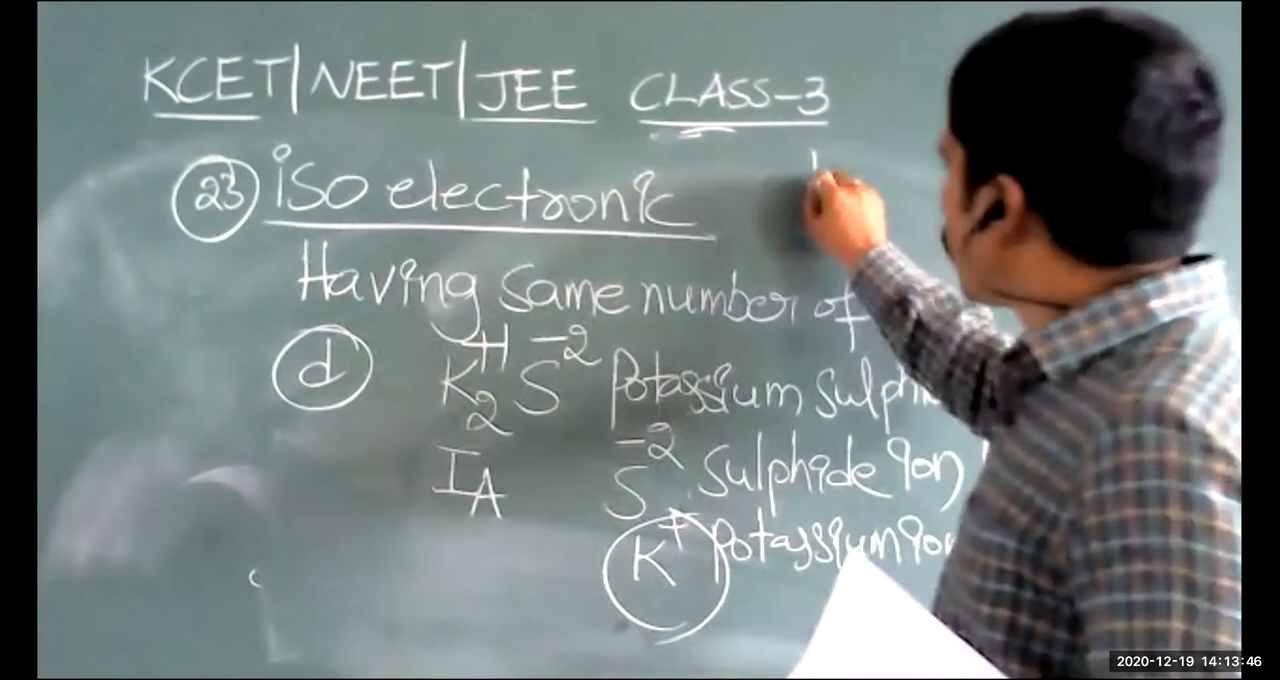 KCET|NEET|JEE CLASS-3
23 iso electronic
Having same number of
d K2+1 S-2 Potassium sulphi
IA S-2 sulphide ion
K+ potassium ion
2020-12-19 14:13:46